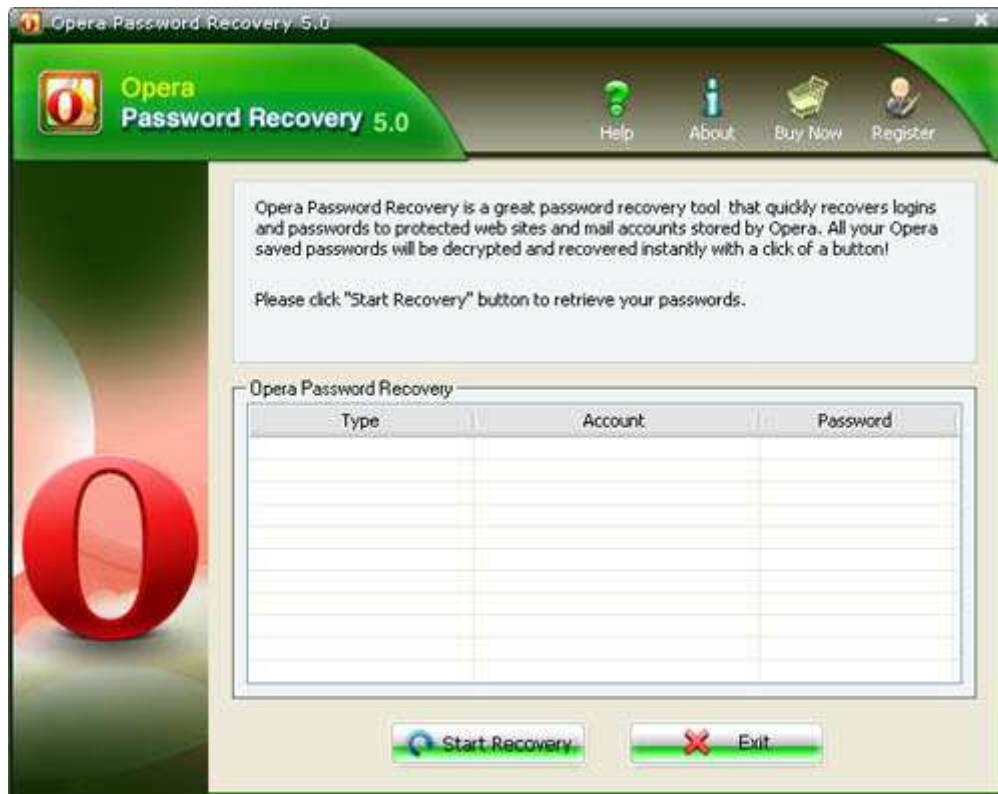 Opera Password Recovery 5.0
Opera
Password Recovery 5.0
Help
About
Buy Now
Register
Opera Password Recovery is a great password recovery tool that quickly recovers logins
and passwords to protected web sites and mail accounts stored by Opera. All your Opera
saved passwords will be decrypted and recovered instantly with a click of a button!
Please click "Start Recovery" button to retrieve your passwords.
Opera Password Recovery
Type
Account
Password
Start Recovery
Exit